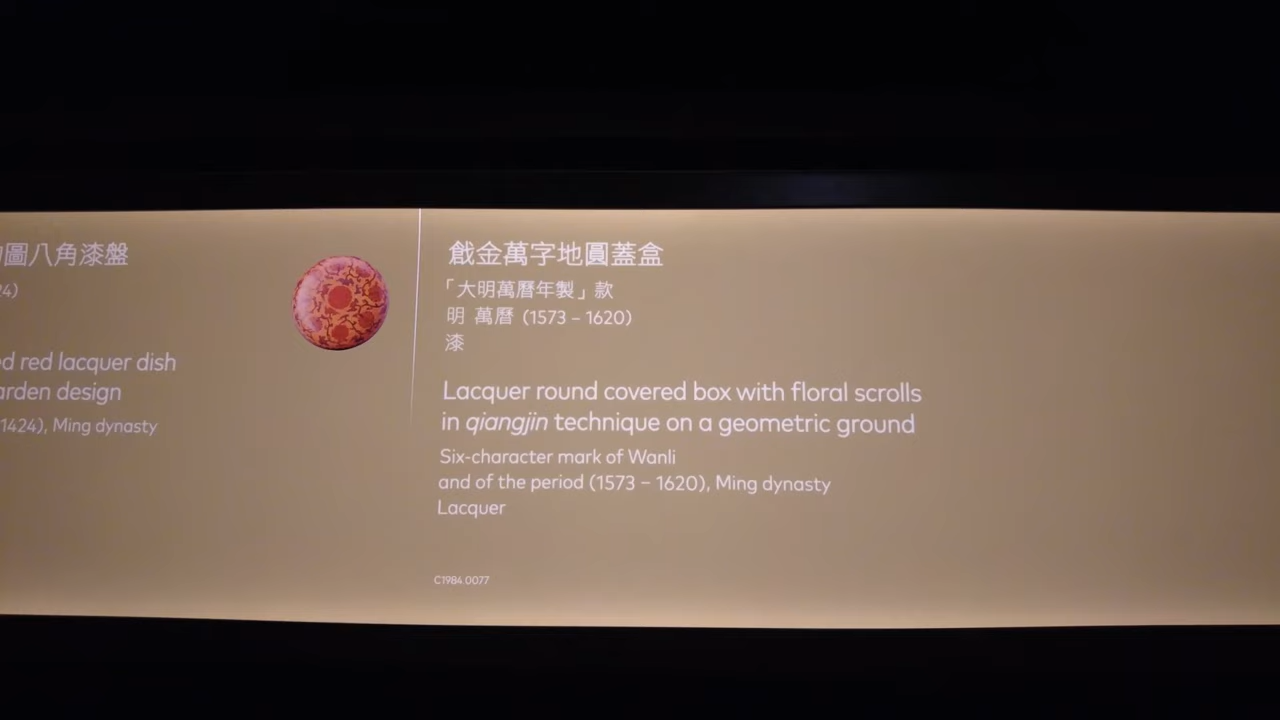 圖八角漆盤
24)
ed red lacquer dish
arden design
1424), Ming dynasty
戧金萬字地圓蓋盒
「大明萬曆年製」款
明 萬曆 (1573 – 1620)
漆
Lacquer round covered box with floral scrolls
in qiangjin technique on a geometric ground
Six-character mark of Wanli
and of the period (1573 – 1620), Ming dynasty
Lacquer
C1984.0077